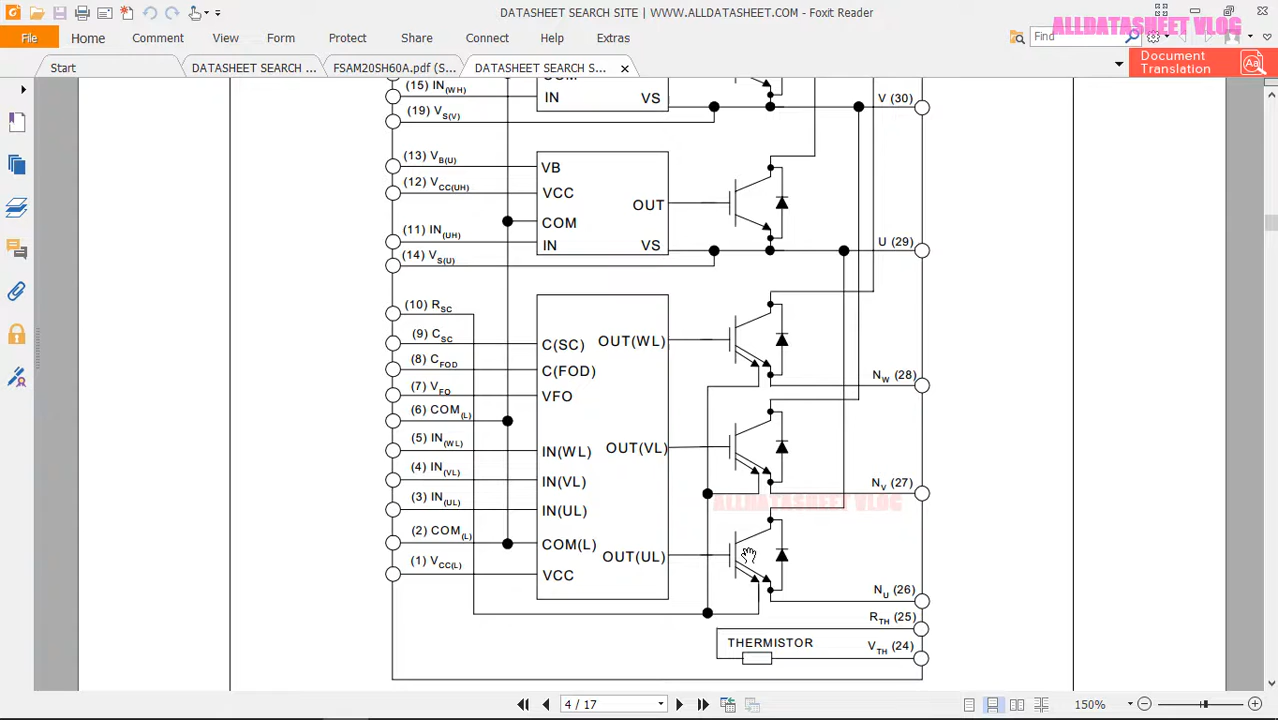 DATASHEET SEARCH SITE | WWW.ALLDATASHEET.COM - Foxit Reader
ALLDATASHEET VLOG
File Home Comment View Form Protect Share Connect Help Extras Find
Start DATASHEET SEARCH ... FSAM20SH60A.pdf (S... DATASHEET SEARCH S...
Document
Translation
(15) IN(WH) IN VS V (30)
(19) VS(V)
(13) VB(U) VB
(12) VCC(UH) VCC
OUT
COM
(11) IN(UH) IN VS U (29)
(14) VS(U)
(10) RSC
(9) CSC C(SC) OUT(WL)
(8) CFOD C(FOD)
(7) VFO VFO NW (28)
(6) COM(L)
(5) IN(WL) IN(WL) OUT(VL)
(4) IN(VL) IN(VL) NV (27)
ALLDATASHEET VLOG
(3) IN(UL) IN(UL)
(2) COM(L) COM(L) OUT(UL)
(1) VCC(L) VCC
NU (26)
RTH (25)
THERMISTOR VTH (24)
4 / 17 150%